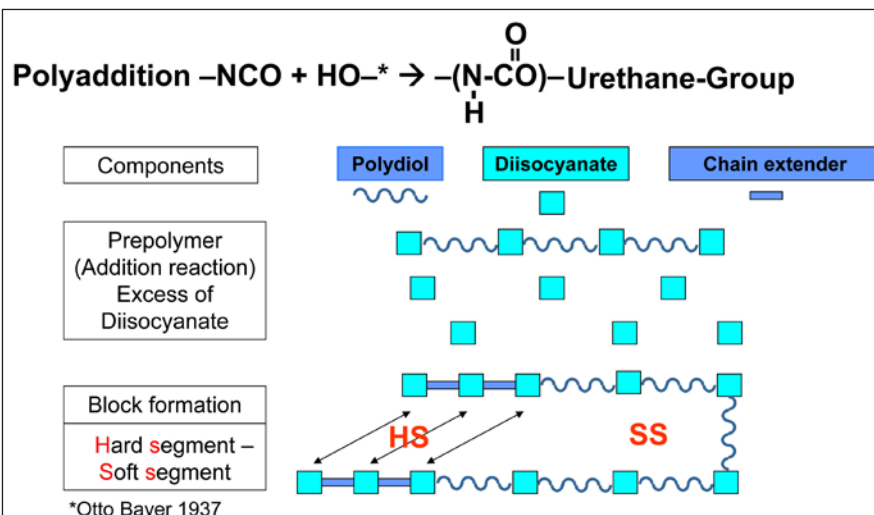 O
Polyaddition –NCO + HO–* → –(N-CO)–Urethane-Group
H
Components
Polydiol
Diisocyanate
Chain extender
Prepolymer
(Addition reaction)
Excess of
Diisocyanate
Block formation
HS
SS
Hard segment –
Soft segment
*Otto Bayer 1937